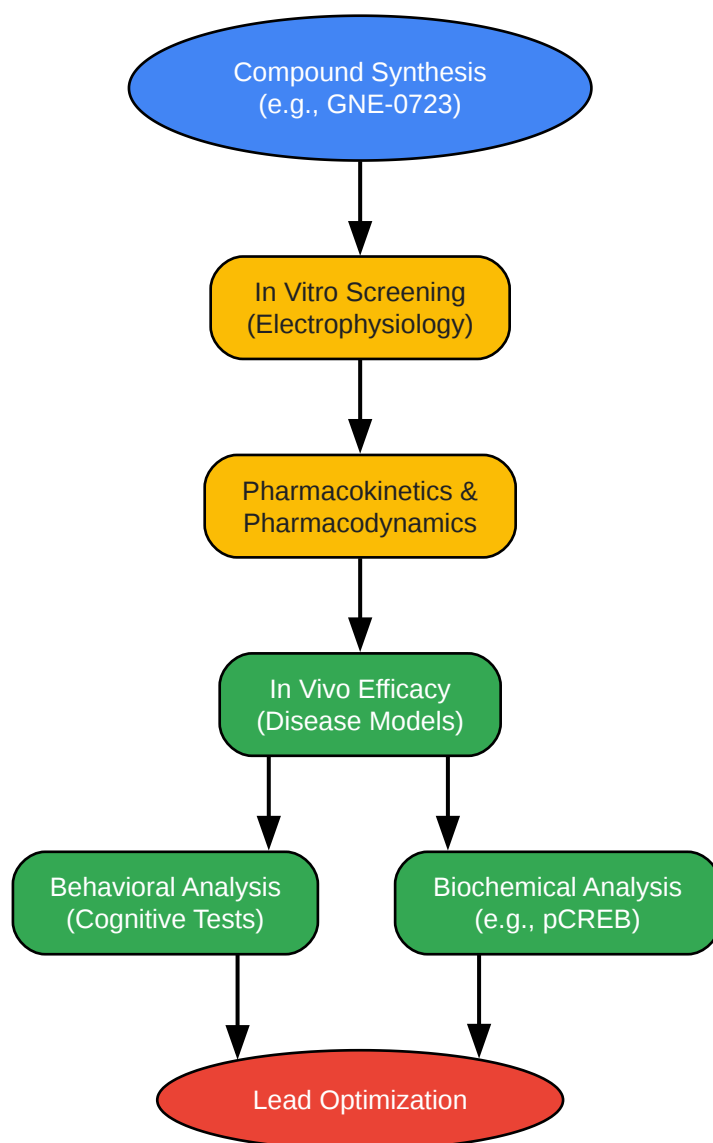 Compound Synthesis
(e.g., GNE-0723)
In Vitro Screening
(Electrophysiology)
Pharmacokinetics &
Pharmacodynamics
In Vivo Efficacy
(Disease Models)
Behavioral Analysis
(Cognitive Tests)
Biochemical Analysis
(e.g., pCREB)
Lead Optimization